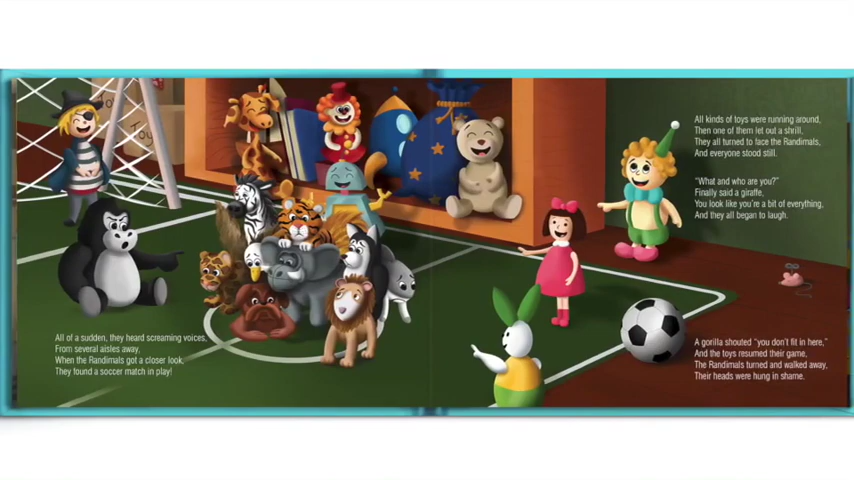 Toy
Toy
All of a sudden, they heard screaming voices,
From several aisles away,
When the Randimals got a closer look,
They found a soccer match in play!
All kinds of toys were running around,
Then one of them let out a shrill,
They all turned to face the Randimals,
And everyone stood still.
“What and who are you?”
Finally said a giraffe,
You look like you're a bit of everything,
And they all began to laugh.
A gorilla shouted “you don't fit in here,”
And the toys resumed their game,
The Randimals turned and walked away,
Their heads were hung in shame.